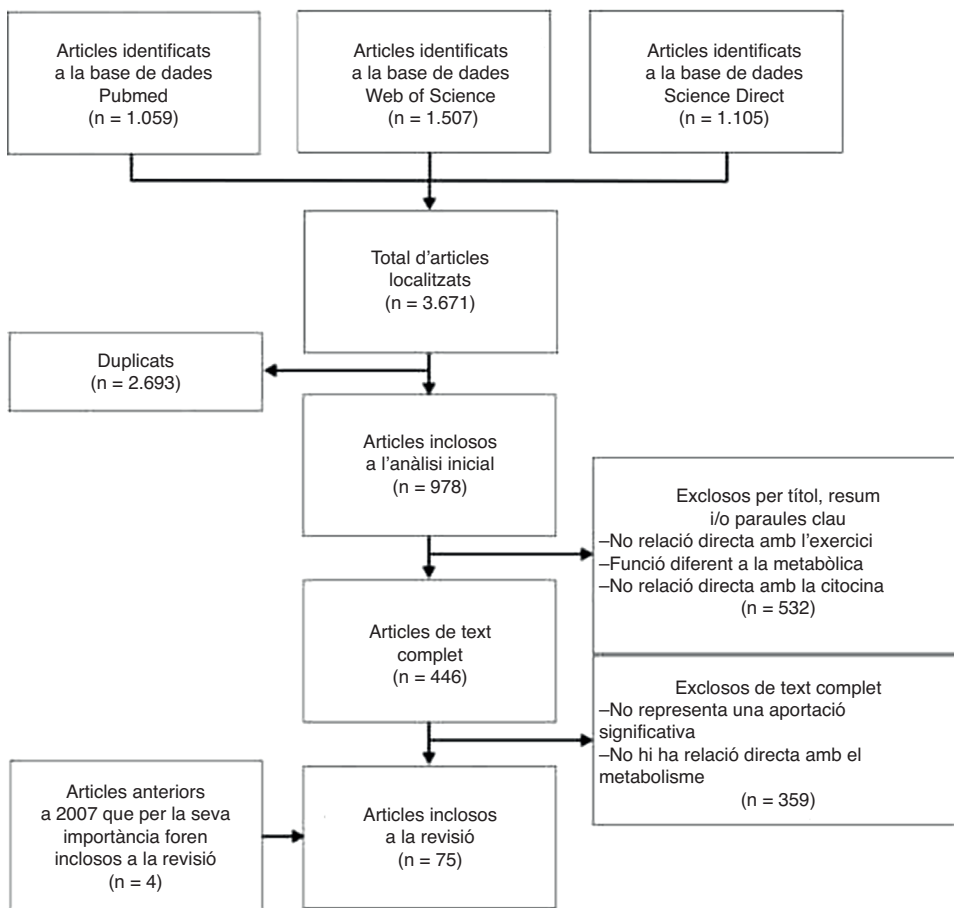 Articles identificats
a la base de dades
Pubmed
(n = 1.059)
Articles identificats
a la base de dades
Web of Science
(n = 1.507)
Articles identificats
a la base de dades
Science Direct
(n = 1.105)
Total d'articles
localitzats
(n = 3.671)
Duplicats
(n = 2.693)
Articles inclosos
a l'anàlisi inicial
(n = 978)
Exclosos per títol, resum
i/o paraules clau
–No relació directa amb l'exercici
–Funció diferent a la metabòlica
–No relació directa amb la citocina
(n = 532)
Articles de text
complet
(n = 446)
Exclosos de text complet
–No representa una aportació
significativa
–No hi ha relació directa amb el
metabolisme
(n = 359)
Articles anteriors
a 2007 que per la seva
importància foren
inclosos a la revisió
(n = 4)
Articles inclosos
a la revisió
(n = 75)